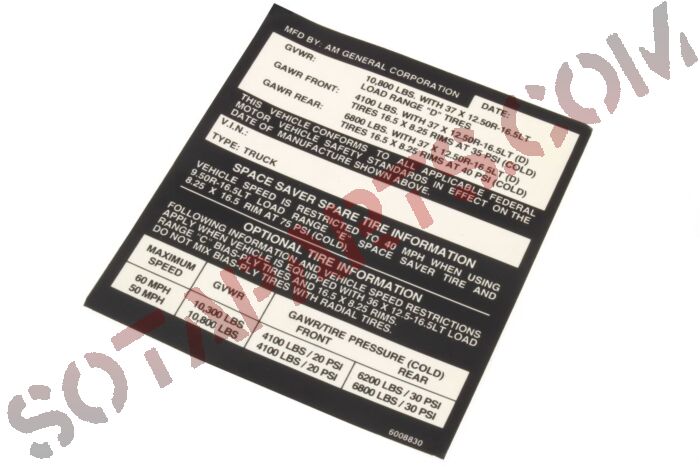 MFD BY: AM GENERAL CORPORATION DATE:
GVWR: 10,800 LBS. WITH 37 X 12.50R-16.5LT
LOAD RANGE "D" TIRES
GAWR FRONT: 4100 LBS. WITH 37 X 12.50R-16.5LT (D)
TIRES 16.5 X 8.25 RIMS AT 35 PSI (COLD)
GAWR REAR: 6800 LBS. WITH 37 X 12.50R-16.5LT (D)
TIRES 16.5 X 8.25 RIMS AT 40 PSI (COLD)
THIS VEHICLE CONFORMS TO ALL APPLICABLE FEDERAL
MOTOR VEHICLE SAFETY STANDARDS IN EFFECT ON THE
DATE OF MANUFACTURE SHOWN ABOVE.
V.I.N.:
TYPE: TRUCK
SPACE SAVER SPARE TIRE INFORMATION
VEHICLE SPEED IS RESTRICTED TO 40 MPH WHEN USING
9.50R-16.5LT LOAD RANGE "E" SPACE SAVER TIRE AND
8.25 X 16.5 RIM AT 75 PSI (COLD).
OPTIONAL TIRE INFORMATION
FOLLOWING INFORMATION AND VEHICLE SPEED RESTRICTIONS
APPLY WHEN VEHICLE IS EQUIPPED WITH 36 X 12.5-16.5LT LOAD
RANGE "C" BIAS-PLY TIRES AND 16.5 X 8.25 RIMS.
DO NOT MIX BIAS-PLY TIRES WITH RADIAL TIRES.
MAXIMUM SPEED GVWR GAWR/TIRE PRESSURE (COLD)
FRONT REAR
60 MPH 10,300 LBS 4100 LBS / 20 PSI 6200 LBS / 30 PSI
50 MPH 10,800 LBS 4100 LBS / 20 PSI 6800 LBS / 30 PSI
6008830